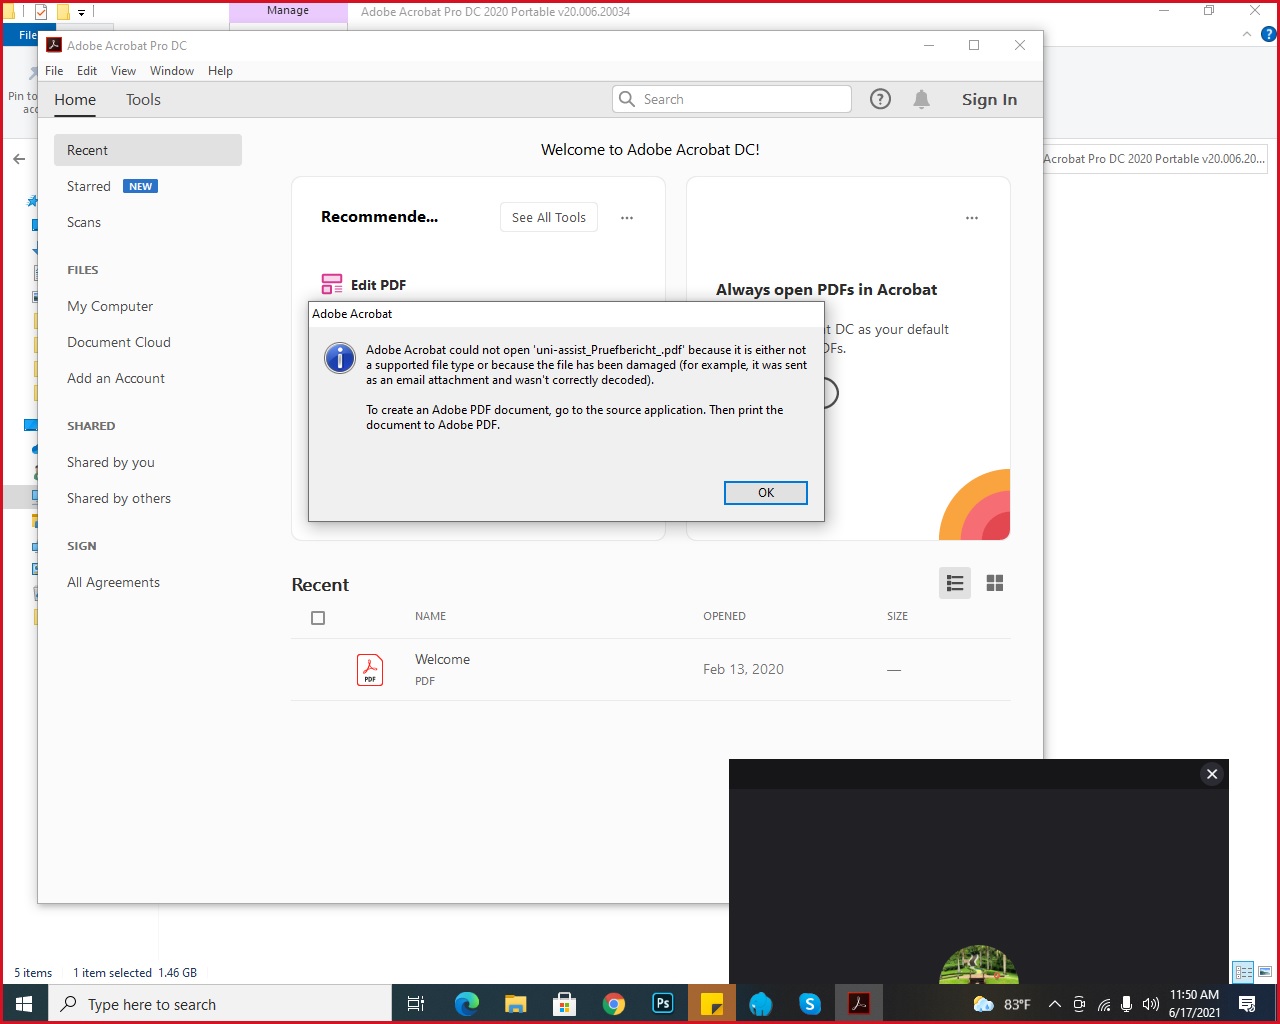 Manage
Adobe Acrobat Pro DC 2020 Portable v20.006.20034
File
Adobe Acrobat Pro DC
File Edit View Window Help
Pin to
acc
Home Tools
Search
Sign In
Acrobat Pro DC 2020 Portable v20.006.20...
Recent
Starred NEW
Scans
FILES
My Computer
Document Cloud
Add an Account
SHARED
Shared by you
Shared by others
SIGN
All Agreements
Welcome to Adobe Acrobat DC!
Recommende...
See All Tools
Edit PDF
Always open PDFs in Acrobat
t DC as your default
DFs.
Adobe Acrobat
Adobe Acrobat could not open 'uni-assist_Pruefbericht_.pdf' because it is either not
a supported file type or because the file has been damaged (for example, it was sent
as an email attachment and wasn't correctly decoded).
To create an Adobe PDF document, go to the source application. Then print the
document to Adobe PDF.
OK
Recent
NAME OPENED SIZE
Welcome
PDF
PDF
Feb 13, 2020 —
5 items 1 item selected 1.46 GB
Type here to search
Ps
83°F
11:50 AM
6/17/2021